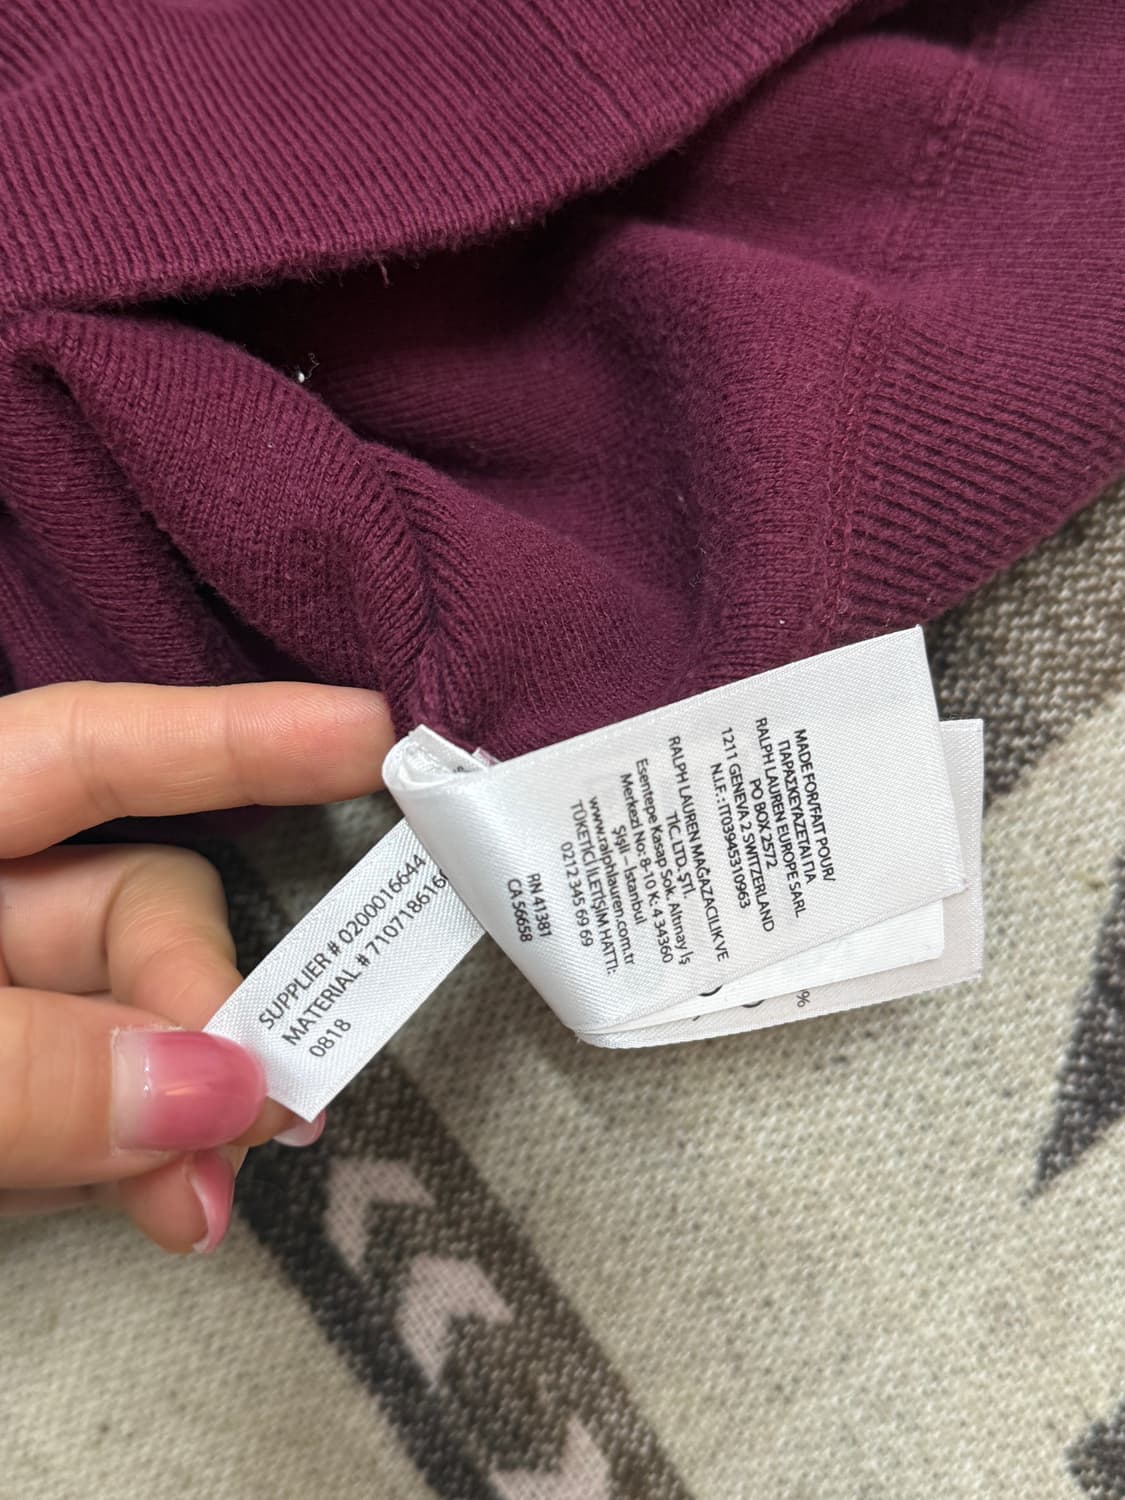 MADE FOR/FAIT POUR/
ΠΑΡΑΣΚΕΥΑΖΕΤΑΙ ΓΙΑ
RALPH LAUREN EUROPE SARL
PO BOX 2572
1211 GENEVA 2 SWITZERLAND
N.I.F. : IT03945310963
RALPH LAUREN MAĞAZACILIK VE
TİC. LTD. ŞTİ.
Esentepe Kasap Sok. Altınay İş
Merkezi No: 8-10 K: 4 34360
Şişli – İstanbul
www.ralphlauren.com.tr
TÜKETİCİ İLETİŞİM HATTI:
0212 345 69 69
RN 41381
CA 56658
%
SUPPLIER # 0200016644
MATERIAL #
0818